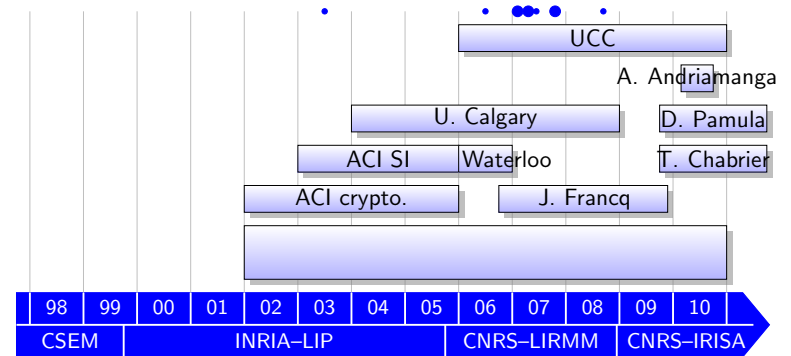 UCC
A. Andriamanga
U. Calgary
D. Pamula
ACI SI
Waterloo
T. Chabrier
ACI crypto.
J. Francq
98 99 00 01 02 03 04 05 06 07 08 09 10
CSEM INRIA–LIP CNRS–LIRMM CNRS–IRISA